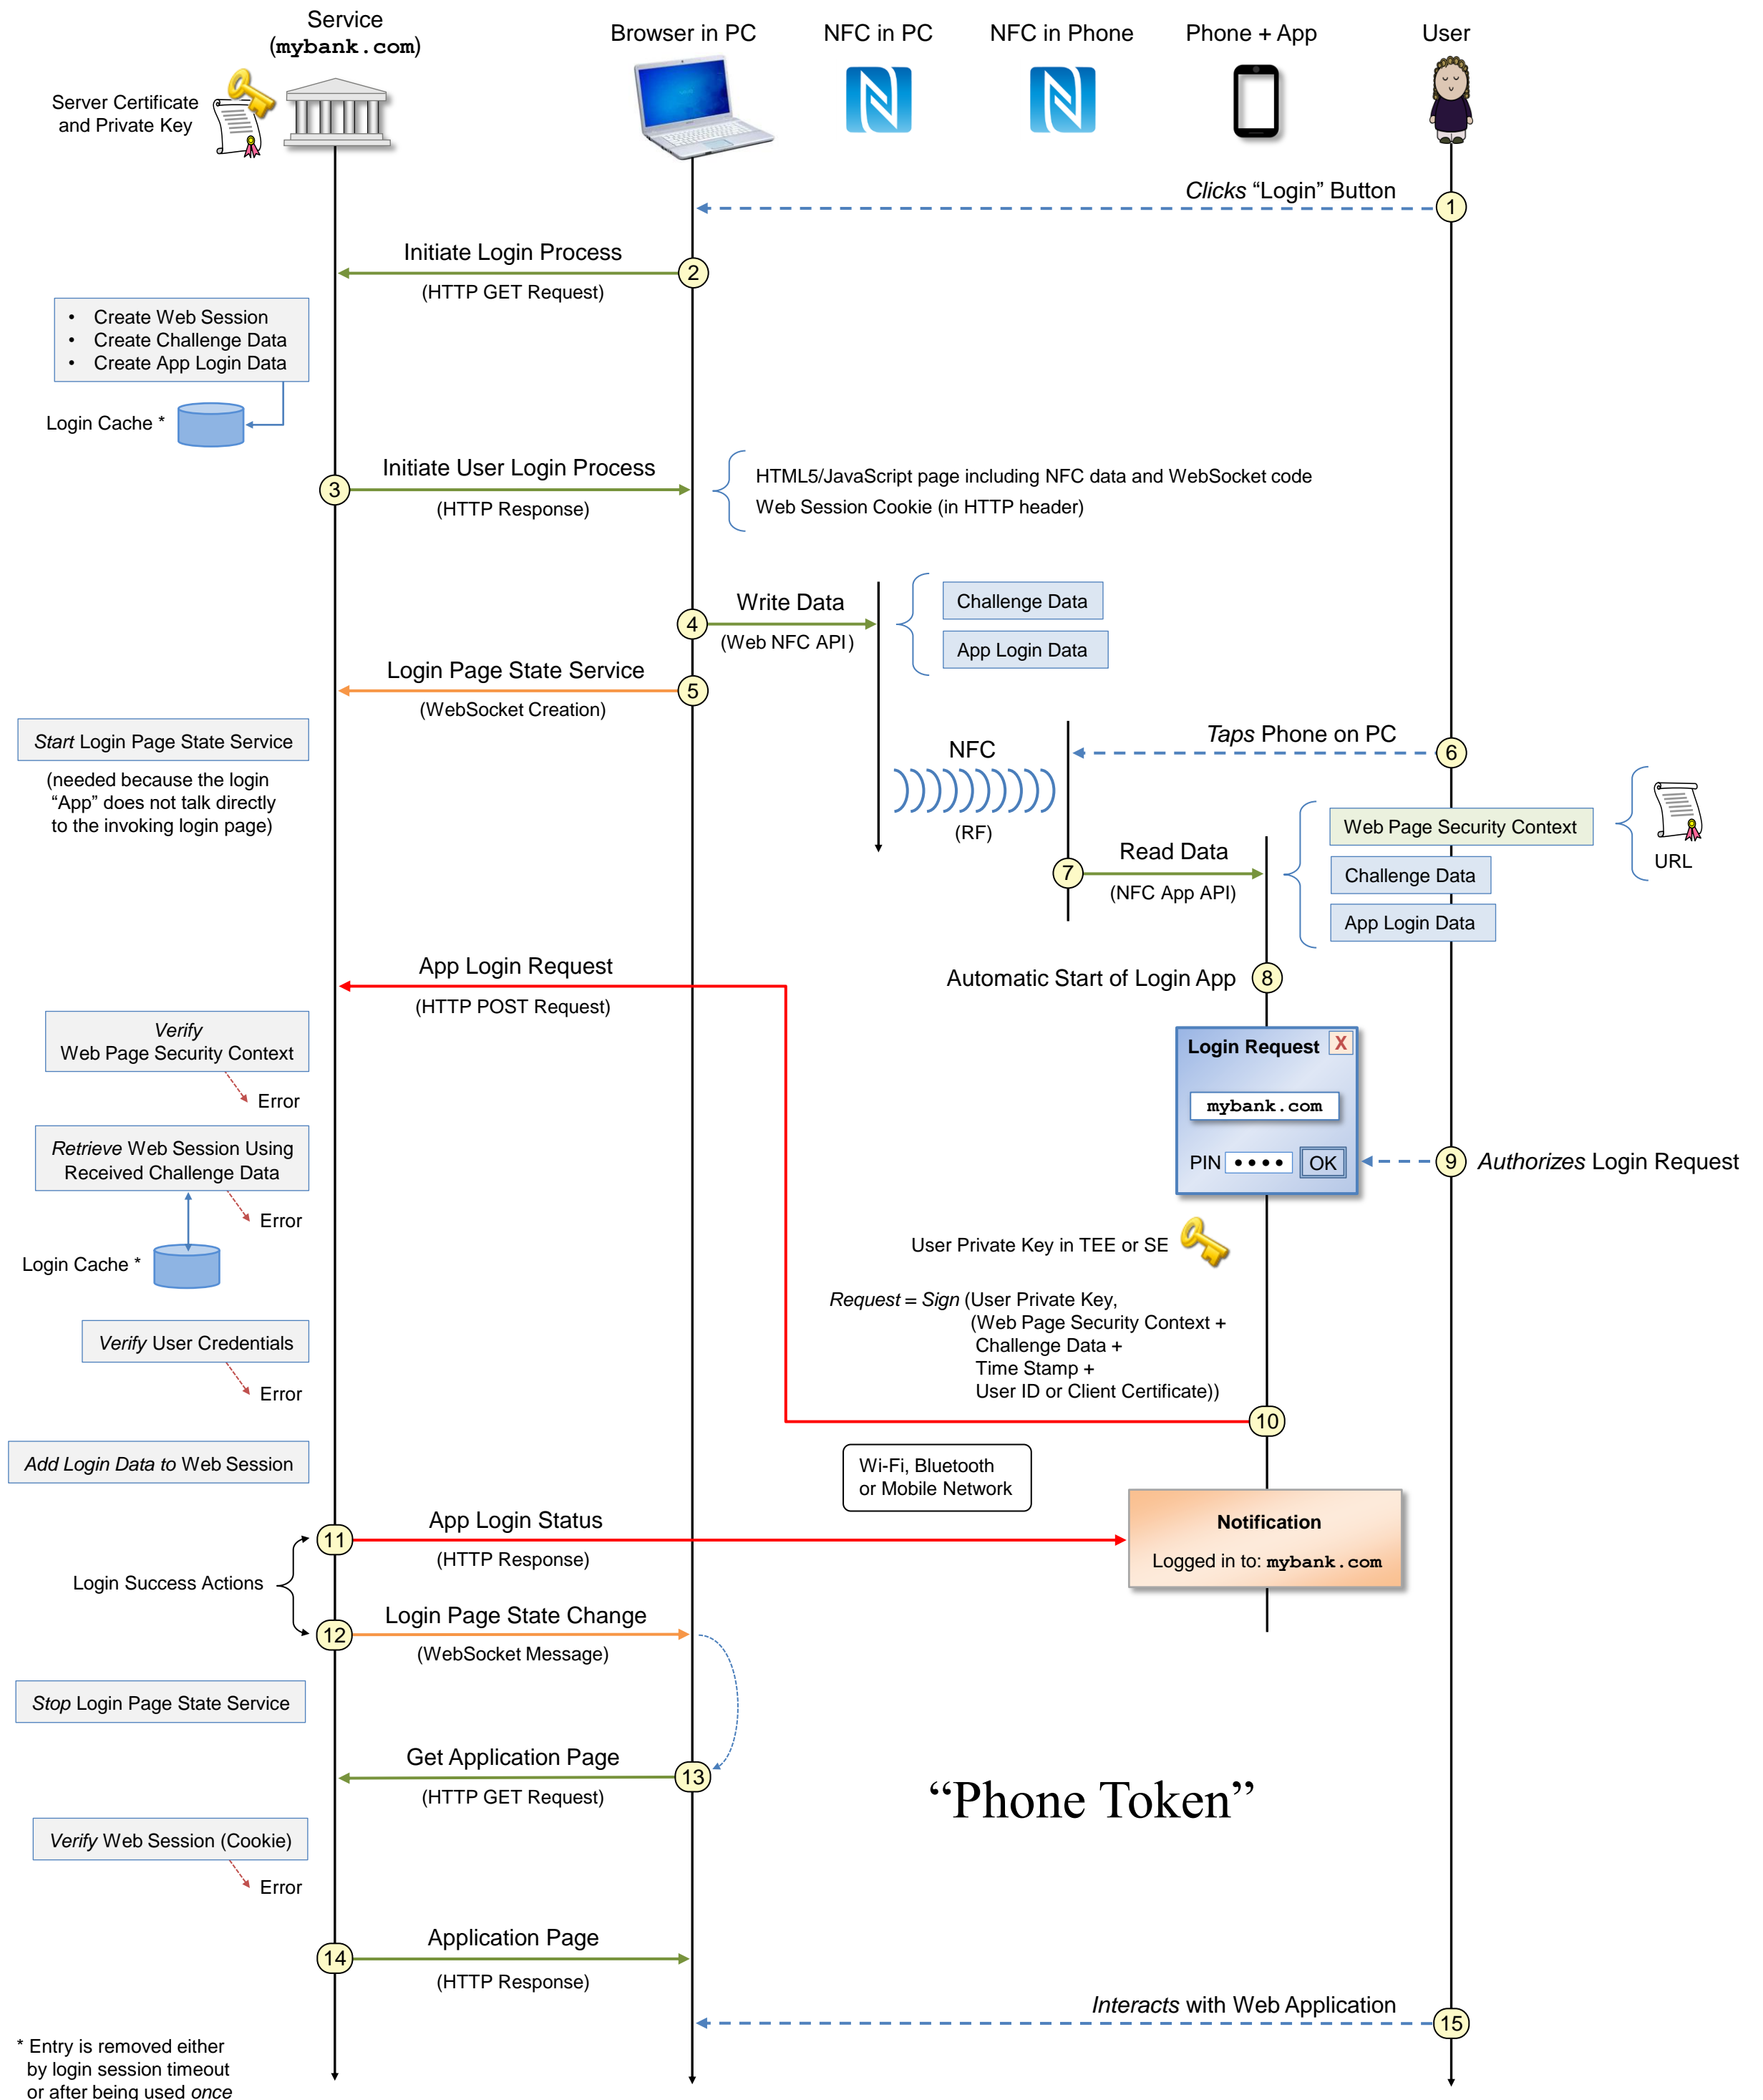 Service
(mybank.com)
Browser in PC
NFC in PC
NFC in Phone
Phone + App
User
Server Certificate
and Private Key
Clicks “Login” Button
1
Initiate Login Process
2
(HTTP GET Request)
• Create Web Session
• Create Challenge Data
• Create App Login Data
Login Cache *
Initiate User Login Process
3
(HTTP Response)
HTML5/JavaScript page including NFC data and WebSocket code
Web Session Cookie (in HTTP header)
Write Data
4
(Web NFC API)
Challenge Data
App Login Data
Login Page State Service
5
(WebSocket Creation)
Start Login Page State Service
(needed because the login
“App” does not talk directly
to the invoking login page)
Taps Phone on PC
6
NFC
(RF)
Web Page Security Context
URL
Read Data
7
(NFC App API)
Challenge Data
App Login Data
App Login Request
(HTTP POST Request)
Automatic Start of Login App
8
Verify
Web Page Security Context
Error
Login Request
X
mybank.com
PIN
OK
9
Authorizes Login Request
Retrieve Web Session Using
Received Challenge Data
Error
Login Cache *
User Private Key in TEE or SE
Request = Sign (User Private Key,
(Web Page Security Context +
Challenge Data +
Time Stamp +
User ID or Client Certificate))
Verify User Credentials
Error
10
Add Login Data to Web Session
Wi-Fi, Bluetooth
or Mobile Network
App Login Status
11
(HTTP Response)
Notification
Logged in to: mybank.com
Login Success Actions
Login Page State Change
12
(WebSocket Message)
Stop Login Page State Service
Get Application Page
13
(HTTP GET Request)
“Phone Token”
Verify Web Session (Cookie)
Error
Application Page
14
(HTTP Response)
Interacts with Web Application
15
* Entry is removed either
by login session timeout
or after being used once